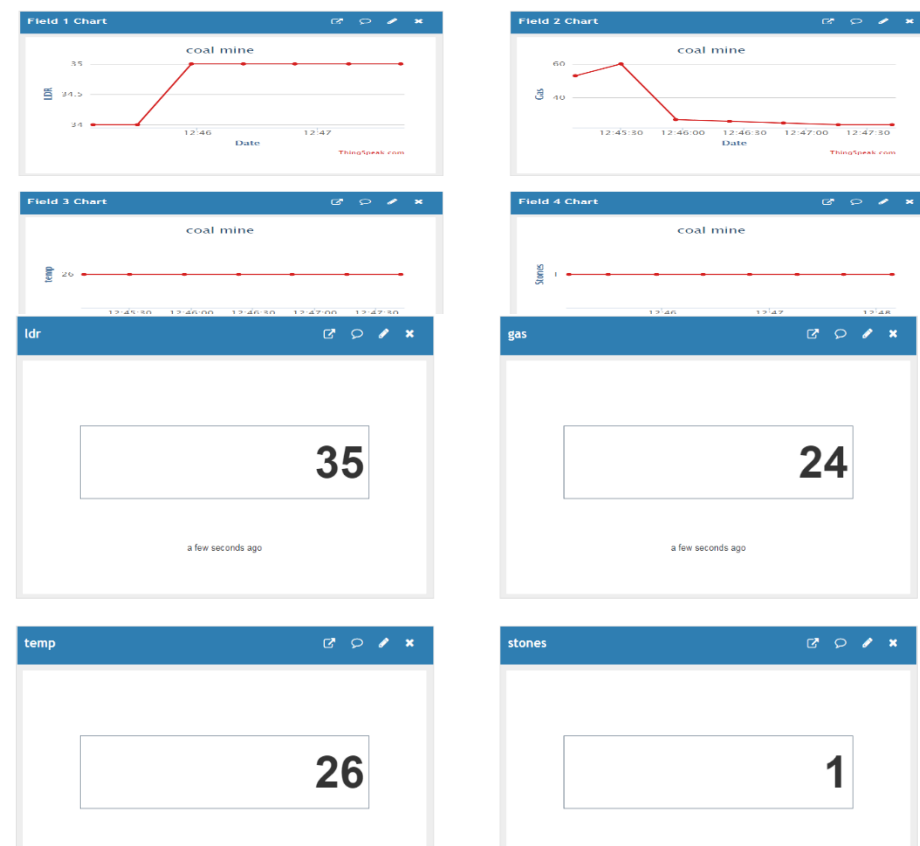 Field 1 Chart
coal mine
35
34.5
34
LDR
12:46 12:47
Date
ThingSpeak.com
Field 2 Chart
coal mine
60
40
Gas
12:45:30 12:46:00 12:46:30 12:47:00 12:47:30
Date
ThingSpeak.com
Field 3 Chart
coal mine
temp
26
12:45:30 12:46:00 12:46:30 12:47:00 12:47:30
Field 4 Chart
coal mine
Stones
1
12:46 12:47 12:48
ldr
35
a few seconds ago
gas
24
a few seconds ago
temp
26
stones
1